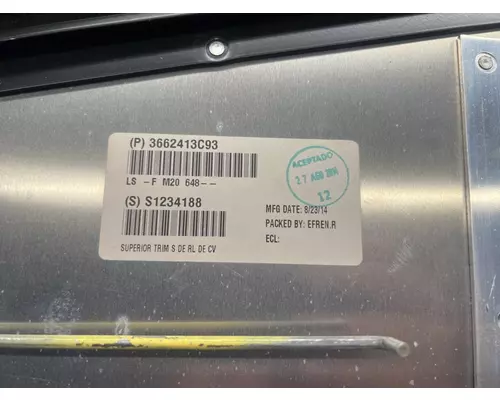 (P) 3662413C93
LS -F M20 648--
(S) S1234188
SUPERIOR TRIM S DE RL DE CV
ACEPTADO
27 AGO 2014
12
MFG DATE: 8/23/14
PACKED BY: EFREN.R
ECL: